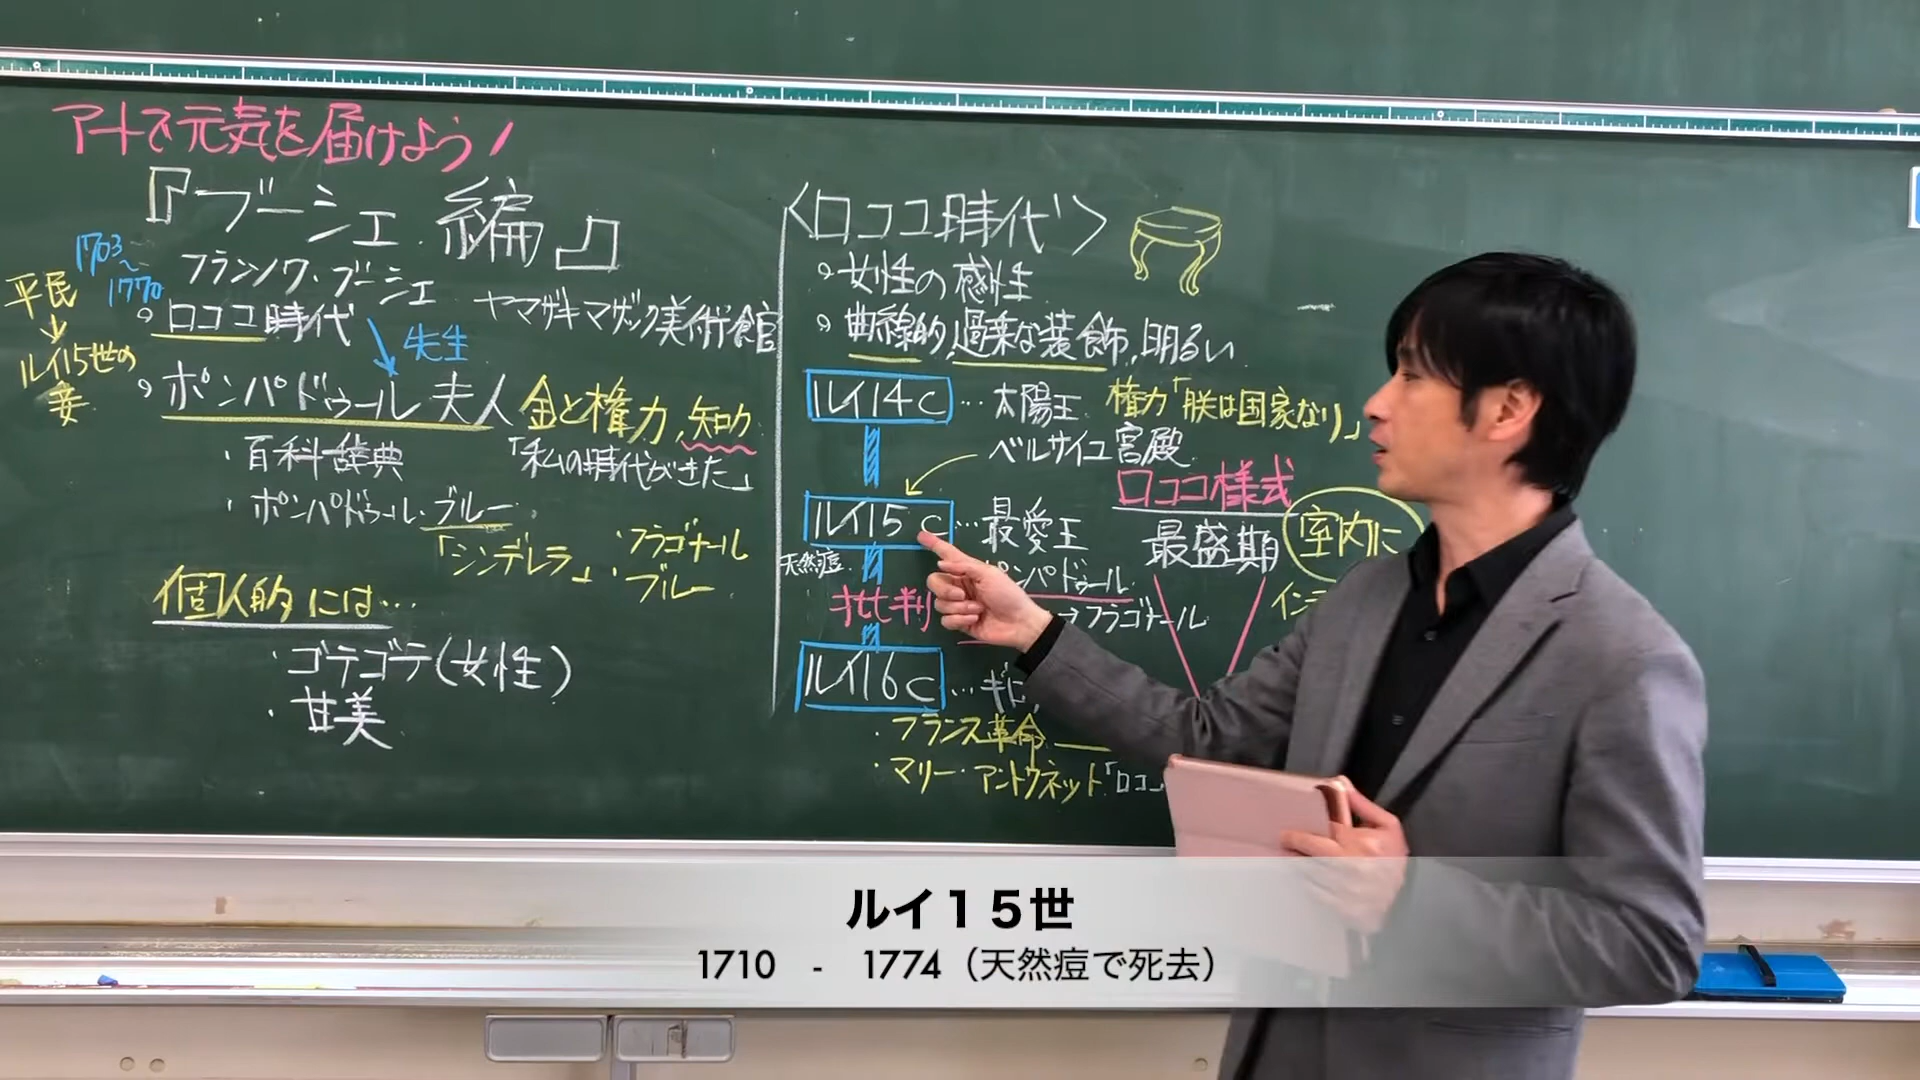 アートで元気を届けよう！
『ブーシェ編』
1703～1770
フランソワ・ブーシェ
平民
↓
ルイ15世の妾
ロココ時代
先生
ヤマザキマザック美術館
ポンパドゥール夫人
金と権力,知力
・百科辞典
「私の時代がきた」
・ポンパドゥール・ブルー
「シンデレラ」
・フラゴナール
・ブルー
個人的には…
・ゴテゴテ(女性)
・甘美
〈ロココ時代〉
女性の感性
曲線的,過来な装飾,明るい
ルイ14C
…太陽王
権力「朕は国家なり」
ベルサイユ宮殿
ロココ様式
ルイ15C
…最愛王
最盛期
室内に
天然痘
ポンパドゥール
批判
→フラゴナール
イン
ルイ16C
…ギ
・フランス革命
・マリー・アントワネット「ロコ
ルイ１５世
1710 - 1774（天然痘で死去）